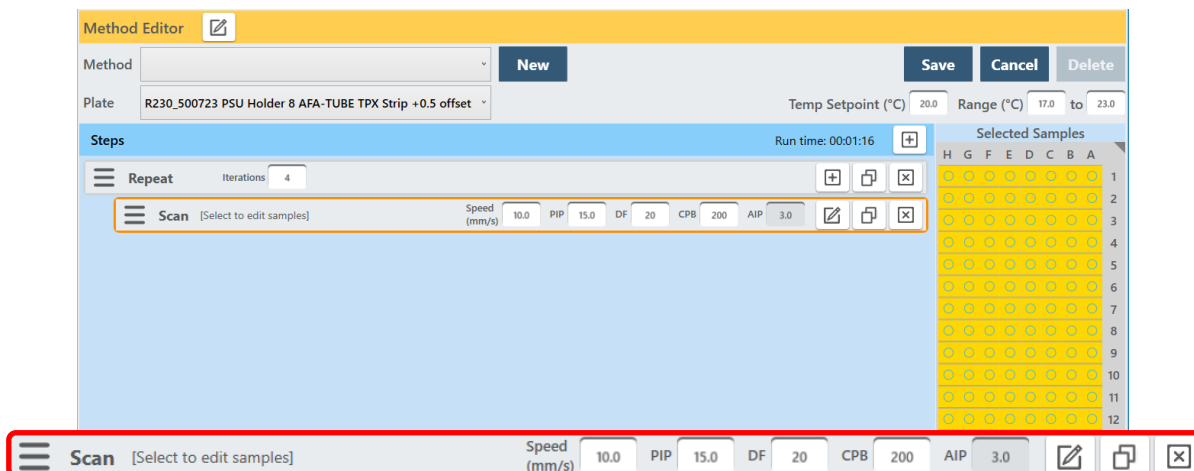 Method Editor
Method New Save Cancel Delete
Plate R230_500723 PSU Holder 8 AFA-TUBE TPX Strip +0.5 offset Temp Setpoint (°C) 20.0 Range (°C) 17.0 to 23.0
Steps Run time: 00:01:16 Selected Samples
H G F E D C B A
Repeat Iterations 4
Scan [Select to edit samples] Speed (mm/s) 10.0 PIP 15.0 DF 20 CPB 200 AIP 3.0
1
2
3
4
5
6
7
8
9
10
11
12
Scan [Select to edit samples] Speed (mm/s) 10.0 PIP 15.0 DF 20 CPB 200 AIP 3.0